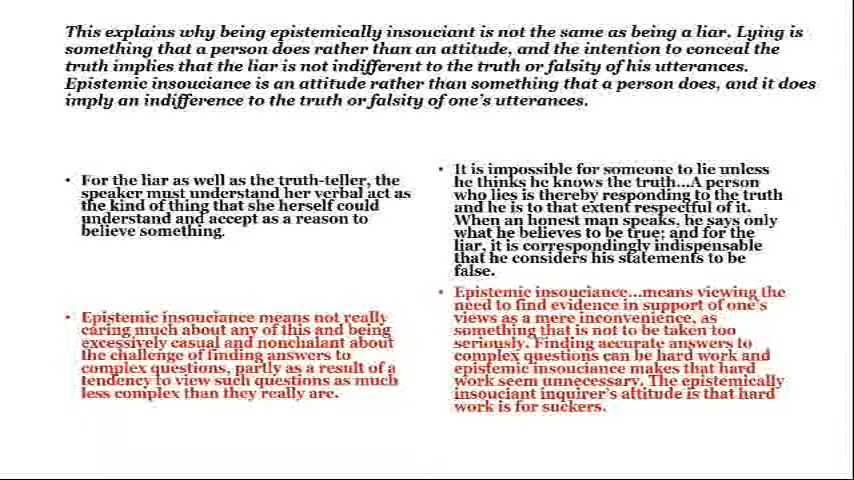 This explains why being epistemically insouciant is not the same as being a liar. Lying is
something that a person does rather than an attitude, and the intention to conceal the
truth implies that the liar is not indifferent to the truth or falsity of his utterances.
Epistemic insouciance is an attitude rather than something that a person does, and it does
imply an indifference to the truth or falsity of one's utterances.
• For the liar as well as the truth-teller, the
speaker must understand her verbal act as
the kind of thing that she herself could
understand and accept as a reason to
believe something.
• Epistemic insouciance means not really
caring much about any of this and being
excessively casual and nonchalant about
the challenge of finding answers to
complex questions, partly as a result of a
tendency to view such questions as much
less complex than they really are.
• It is impossible for someone to lie unless
he thinks he knows the truth...A person
who lies is thereby responding to the truth
and he is to that extent respectful of it.
When an honest man speaks, he says only
what he believes to be true; and for the
liar, it is correspondingly indispensable
that he considers his statements to be
false.
• Epistemic insouciance...means viewing the
need to find evidence in support of one's
views as a mere inconvenience, as
something that is not to be taken too
seriously. Finding accurate answers to
complex questions can be hard work and
epistemic insouciance makes that hard
work seem unnecessary. The epistemically
insouciant inquirer's attitude is that hard
work is for suckers.